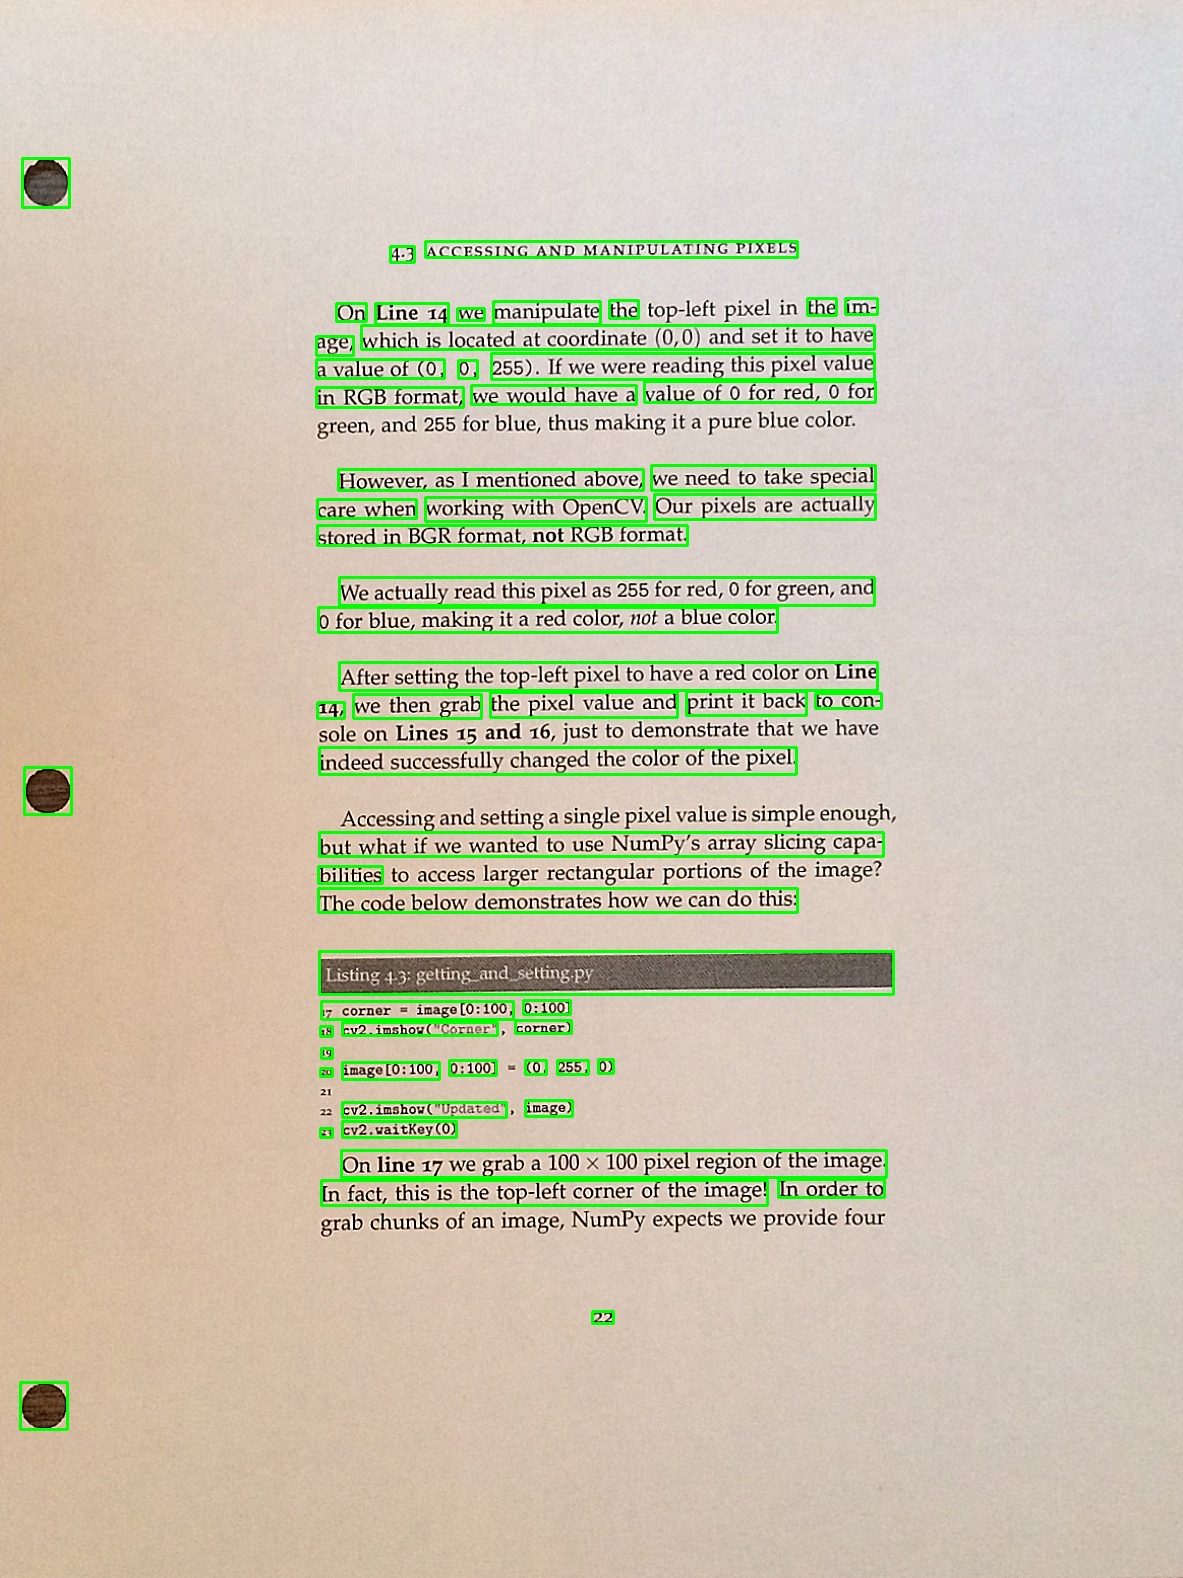 4.3 ACCESSING AND MANIPULATING PIXELS
On Line 14 we manipulate the top-left pixel in the im-
age, which is located at coordinate (0,0) and set it to have
a value of (0, 0, 255). If we were reading this pixel value
in RGB format, we would have a value of 0 for red, 0 for
green, and 255 for blue, thus making it a pure blue color.
However, as I mentioned above, we need to take special
care when working with OpenCV. Our pixels are actually
stored in BGR format, not RGB format.
We actually read this pixel as 255 for red, 0 for green, and
0 for blue, making it a red color, not a blue color.
After setting the top-left pixel to have a red color on Line
14, we then grab the pixel value and print it back to con-
sole on Lines 15 and 16, just to demonstrate that we have
indeed successfully changed the color of the pixel.
Accessing and setting a single pixel value is simple enough,
but what if we wanted to use NumPy's array slicing capa-
bilities to access larger rectangular portions of the image?
The code below demonstrates how we can do this:
Listing 4.3: getting_and_setting.py
17 corner = image[0:100, 0:100]
18 cv2.imshow("Corner", corner)
19
20 image[0:100, 0:100] = (0, 255, 0)
21
22 cv2.imshow("Updated", image)
23 cv2.waitKey(0)
On line 17 we grab a 100 × 100 pixel region of the image.
In fact, this is the top-left corner of the image! In order to
grab chunks of an image, NumPy expects we provide four
22